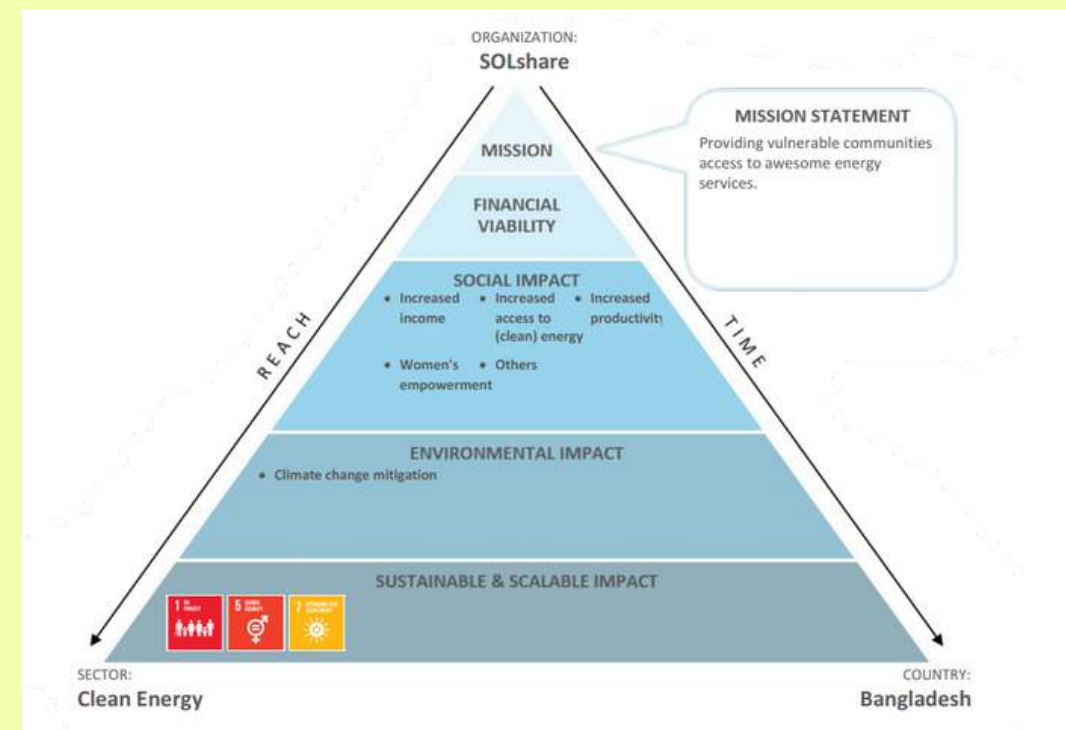 ORGANIZATION:
SOLshare
MISSION STATEMENT
Providing vulnerable communities
access to awesome energy
services.
MISSION
FINANCIAL
VIABILITY
SOCIAL IMPACT
• Increased income
• Increased access to (clean) energy
• Increased productivity
• Women's empowerment
• Others
REACH
TIME
ENVIRONMENTAL IMPACT
• Climate change mitigation
SUSTAINABLE & SCALABLE IMPACT
1
5
7
SECTOR:
Clean Energy
COUNTRY:
Bangladesh